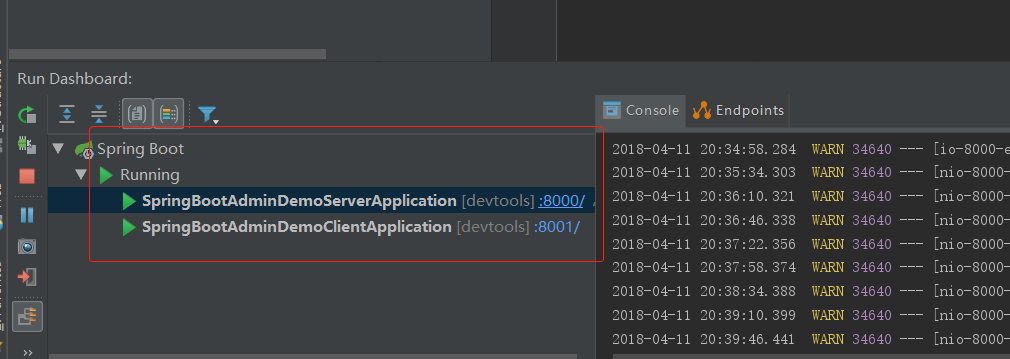 Run Dashboard:
Console
Endpoints
Spring Boot
Running
SpringBootAdminDemoServerApplication [devtools] :8000/
SpringBootAdminDemoClientApplication [devtools] :8001/
2018-04-11 20:34:58.284 WARN 34640 --- [io-8000-e
2018-04-11 20:35:34.303 WARN 34640 --- [nio-8000-
2018-04-11 20:36:10.321 WARN 34640 --- [nio-8000-
2018-04-11 20:36:46.338 WARN 34640 --- [nio-8000-
2018-04-11 20:37:22.356 WARN 34640 --- [nio-8000-
2018-04-11 20:37:58.374 WARN 34640 --- [nio-8000-
2018-04-11 20:38:34.388 WARN 34640 --- [nio-8000-
2018-04-11 20:39:10.399 WARN 34640 --- [nio-8000-
2018-04-11 20:39:46.441 WARN 34640 --- [nio-8000-